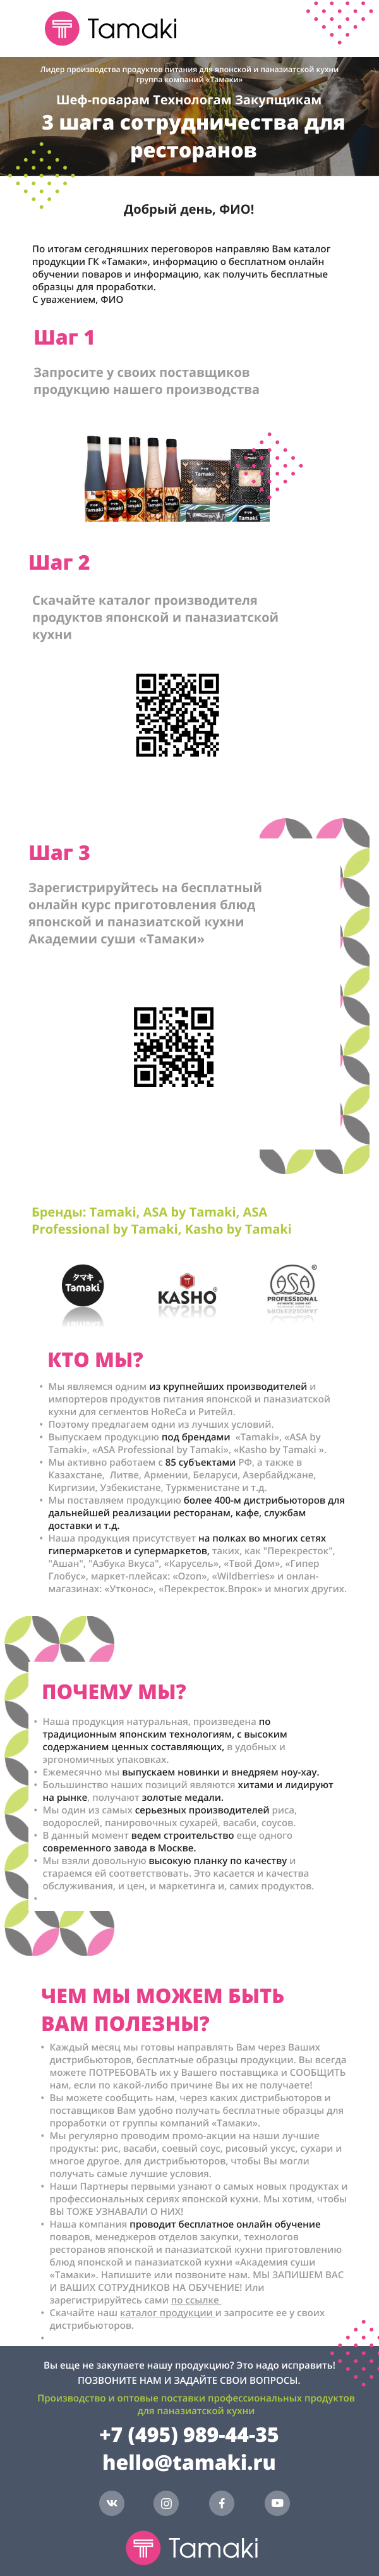 Tamaki
Лидер производства продуктов питания для японской и паназиатской кухни
группа компаний «Тамаки»
Шеф-поварам Технологам Закупщикам
3 шага сотрудничества для
ресторанов
Добрый день, ФИО!
По итогам сегодняшних переговоров направляю Вам каталог
продукции ГК «Тамаки», информацию о бесплатном онлайн
обучении поваров и информацию, как получить бесплатные
образцы для проработки.
С уважением, ФИО
Шаг 1
Запросите у своих поставщиков
продукцию нашего производства
Tamaki
Tamaki
Tamaki
Шаг 2
Скачайте каталог производителя
продуктов японской и паназиатской
кухни
Шаг 3
Зарегистрируйтесь на бесплатный
онлайн курс приготовления блюд
японской и паназиатской кухни
Академии суши «Тамаки»
Бренды: Tamaki, ASA by Tamaki, ASA
Professional by Tamaki, Kasho by Tamaki
タマキ
Tamaki
KASHO
ASA
PROFESSIONAL
КТО МЫ?
• Мы являемся одним из крупнейших производителей и
импортеров продуктов питания японской и паназиатской
кухни для сегментов HoReCa и Ритейл.
• Поэтому предлагаем одни из лучших условий.
• Выпускаем продукцию под брендами «Tamaki», «ASA by
Tamaki», «ASA Professional by Tamaki», «Kasho by Tamaki ».
• Мы активно работаем с 85 субъектами РФ, а также в
Казахстане, Литве, Армении, Беларуси, Азербайджане,
Киргизии, Узбекистане, Туркменистане и т.д.
• Мы поставляем продукцию более 400-м дистрибьюторов для
дальнейшей реализации ресторанам, кафе, службам
доставки и т.д.
• Наша продукция присутствует на полках во многих сетях
гипермаркетов и супермаркетов, таких, как "Перекресток",
"Ашан", "Азбука Вкуса", «Карусель», «Твой Дом», «Гипер
Глобус», маркет-плейсах: «Ozon», «Wildberries» и онлан-
магазинах: «Утконос», «Перекресток.Впрок» и многих других.
ПОЧЕМУ МЫ?
• Наша продукция натуральная, произведена по
традиционным японским технологиям, с высоким
содержанием ценных составляющих, в удобных и
эргономичных упаковках.
• Ежемесячно мы выпускаем новинки и внедряем ноу-хау.
• Большинство наших позиций являются хитами и лидируют
на рынке, получают золотые медали.
• Мы один из самых серьезных производителей риса,
водорослей, панировочных сухарей, васаби, соусов.
• В данный момент ведем строительство еще одного
современного завода в Москве.
• Мы взяли довольную высокую планку по качеству и
стараемся ей соответствовать. Это касается и качества
обслуживания, и цен, и маркетинга и, самих продуктов.
•
ЧЕМ МЫ МОЖЕМ БЫТЬ
ВАМ ПОЛЕЗНЫ?
• Каждый месяц мы готовы направлять Вам через Ваших
дистрибьюторов, бесплатные образцы продукции. Вы всегда
можете ПОТРЕБОВАТЬ их у Вашего поставщика и СООБЩИТЬ
нам, если по какой-либо причине Вы их не получаете!
• Вы можете сообщить нам, через каких дистрибьюторов и
поставщиков Вам удобно получать бесплатные образцы для
проработки от группы компаний «Тамаки».
• Мы регулярно проводим промо-акции на наши лучшие
продукты: рис, васаби, соевый соус, рисовый уксус, сухари и
многое другое. для дистрибьюторов, чтобы Вы могли
получать самые лучшие условия.
• Наши Партнеры первыми узнают о самых новых продуктах и
профессиональных сериях японской кухни. Мы хотим, чтобы
ВЫ ТОЖЕ УЗНАВАЛИ О НИХ!
• Наша компания проводит бесплатное онлайн обучение
поваров, менеджеров отделов закупки, технологов
ресторанов японской и паназиатской кухни приготовлению
блюд японской и паназиатской кухни «Академия суши
«Тамаки». Напишите или позвоните нам. МЫ ЗАПИШЕМ ВАС
И ВАШИХ СОТРУДНИКОВ НА ОБУЧЕНИЕ! Или
зарегистрируйтесь сами по ссылке
• Скачайте наш каталог продукции и запросите ее у своих
дистрибьюторов.
•
Вы еще не закупаете нашу продукцию? Это надо исправить!
ПОЗВОНИТЕ НАМ И ЗАДАЙТЕ СВОИ ВОПРОСЫ.
Производство и оптовые поставки профессиональных продуктов
для паназиатской кухни
+7 (495) 989-44-35
hello@tamaki.ru
Tamaki